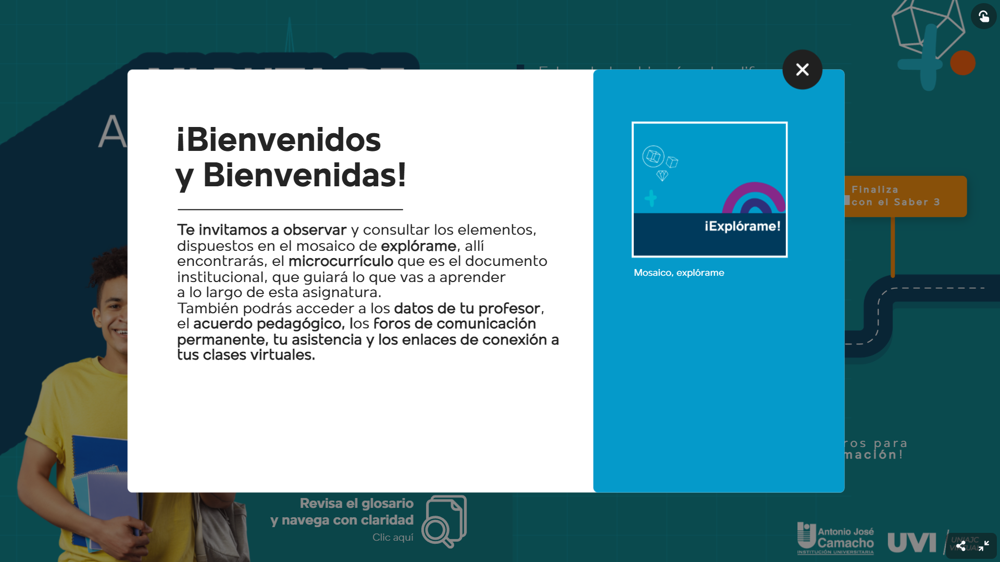 ¡Bienvenidos
y Bienvenidas!
Te invitamos a observar y consultar los elementos,
dispuestos en el mosaico de explórame, allí
encontrarás, el microcurrículo que es el documento
institucional, que guiará lo que vas a aprender
a lo largo de esta asignatura.
También podrás acceder a los datos de tu profesor,
el acuerdo pedagógico, los foros de comunicación
permanente, tu asistencia y los enlaces de conexión a
tus clases virtuales.
¡Explórame!
Mosaico, explórame
Finaliza
con el Saber 3
para
Revisa el glosario
y navega con claridad
Clic aquí
Antonio José
Camacho
INSTITUCIÓN UNIVERSITARIA
UVI
UNIAJC
VIRTUAL